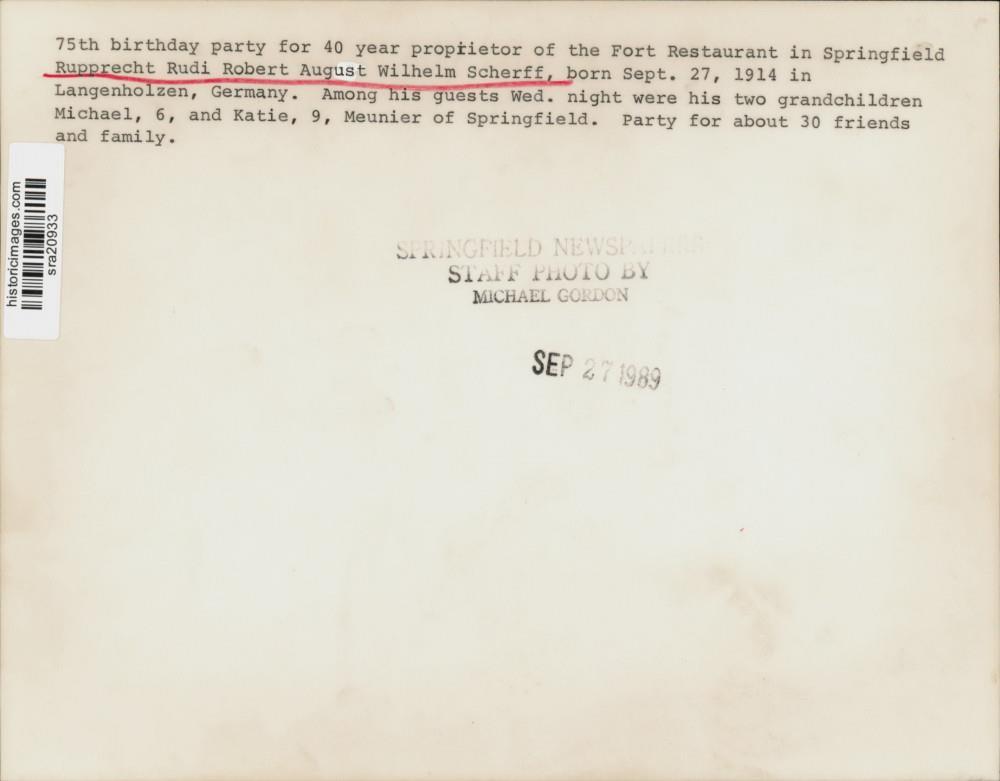 75th birthday party for 40 year proprietor of the Fort Restaurant in Springfield
Rupprecht Rudi Robert August Wilhelm Scherff, born Sept. 27, 1914 in
Langenholzen, Germany. Among his guests Wed. night were his two grandchildren
Michael, 6, and Katie, 9, Meunier of Springfield. Party for about 30 friends
and family.
historicimages.com
sra20933
SPRINGFIELD NEWSPAPERS
STAFF PHOTO BY
MICHAEL GORDON
SEP 27 1989